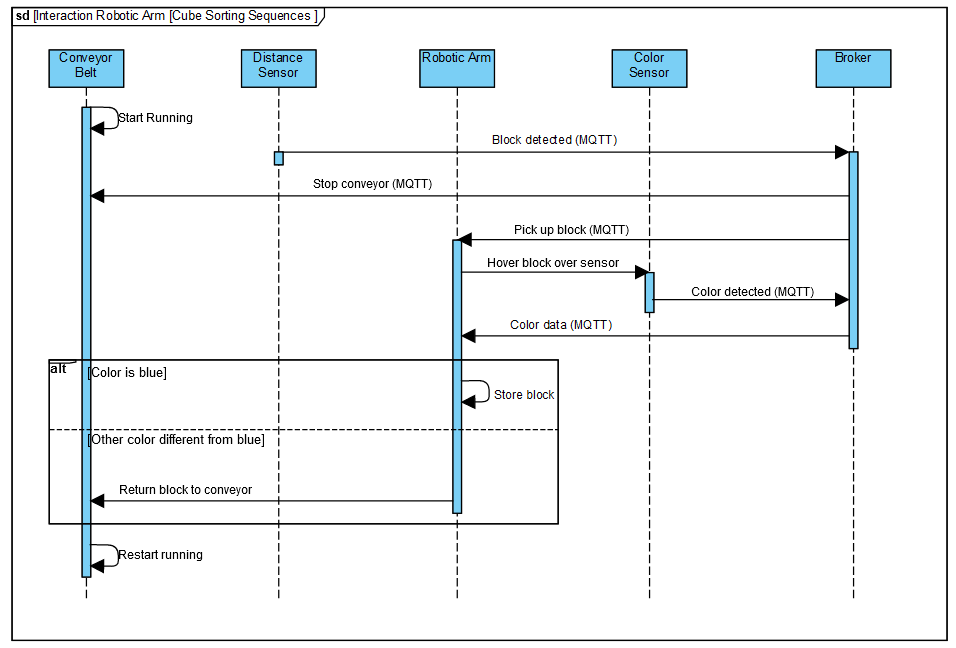 sd [Interaction Robotic Arm [Cube Sorting Sequences ]
Conveyor
Belt
Distance
Sensor
Robotic Arm
Color
Sensor
Broker
Start Running
Block detected (MQTT)
Stop conveyor (MQTT)
Pick up block (MQTT)
Hover block over sensor
Color detected (MQTT)
Color data (MQTT)
alt
[Color is blue]
Store block
[Other color different from blue]
Return block to conveyor
Restart running